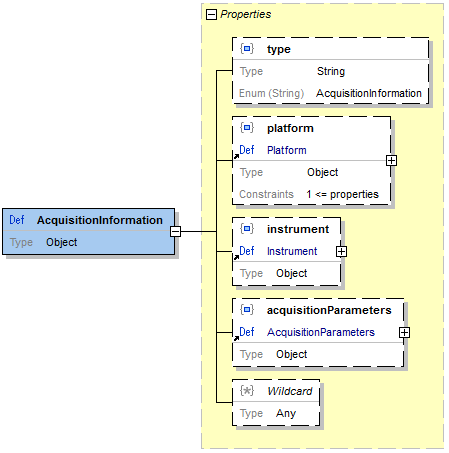 Properties
{} type
Type String
Enum (String) AcquisitionInformation
{} platform
Def Platform
Type Object
Constraints 1 <= properties
Def AcquisitionInformation
Type Object
{} instrument
Def Instrument
Type Object
{} acquisitionParameters
Def AcquisitionParameters
Type Object
{*} Wildcard
Type Any